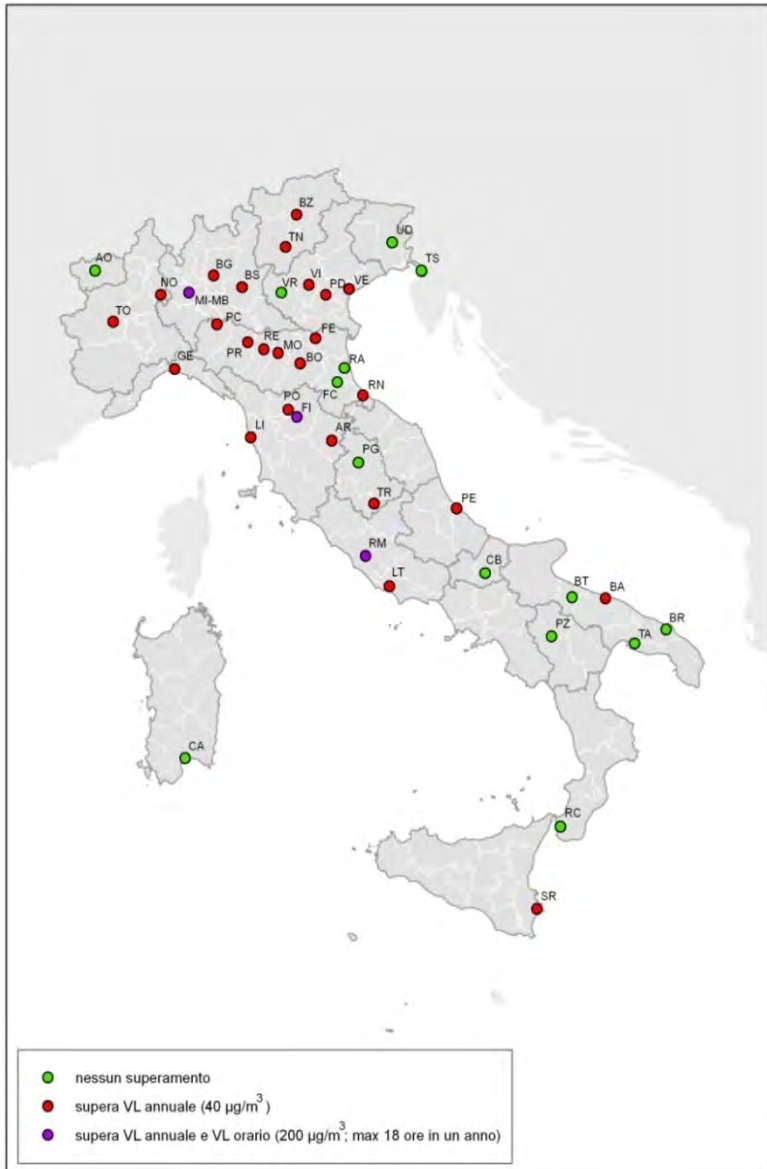 BZ
TN
UD
TS
AO
BG
BS
VR
VI
PD
VE
NO
MI-MB
TO
PC
FE
PR
RE
MO
BO
RA
FC
RN
GE
PO
FI
LI
AR
PG
TR
PE
RM
LT
CB
BT
BA
BR
PZ
TA
CA
RC
SR
nessun superamento
supera VL annuale (40 µg/m³)
supera VL annuale e VL orario (200 µg/m³; max 18 ore in un anno)